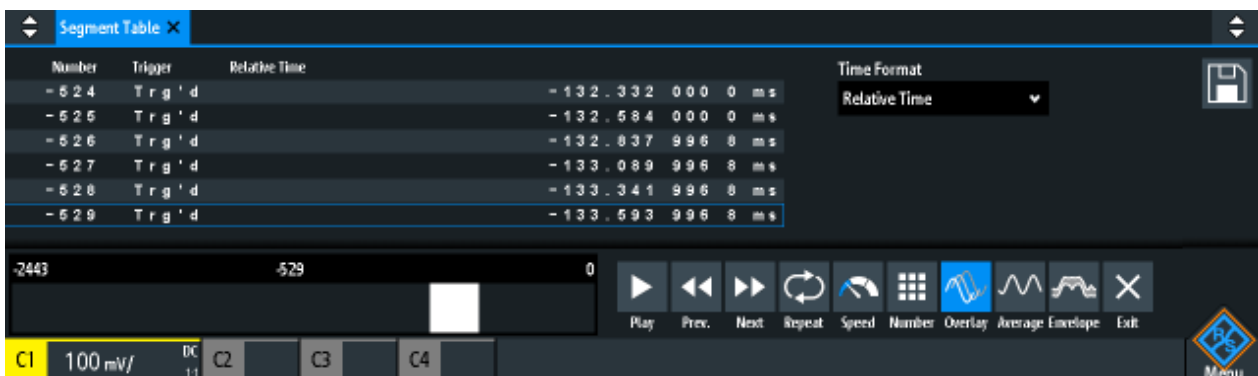 Segment Table
Number Trigger Relative Time
-524 Trg'd -132.332 000 0 ms
-525 Trg'd -132.584 000 0 ms
-526 Trg'd -132.837 996 8 ms
-527 Trg'd -133.089 996 8 ms
-528 Trg'd -133.341 996 8 ms
-529 Trg'd -133.593 996 8 ms
Time Format
Relative Time
-2443 -529 0
Play Prev. Next Repeat Speed Number Overlay Average Envelope Exit
C1 100 mV/ DC 1:1 C2 C3 C4
R&S
Menu